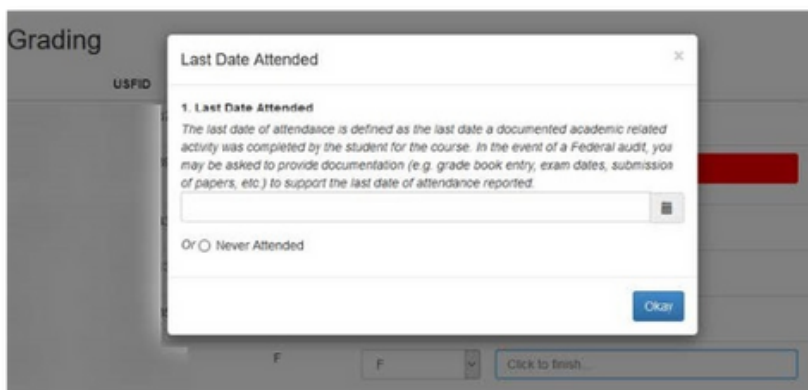 Grading
Last Date Attended
×
USFID
1. Last Date Attended
The last date of attendance is defined as the last date a documented academic related
activity was completed by the student for the course. In the event of a Federal audit, you
may be asked to provide documentation (e.g. grade book entry, exam dates, submission
of papers, etc.) to support the last date of attendance reported.
Or Never Attended
Okay
F F Click to finish...